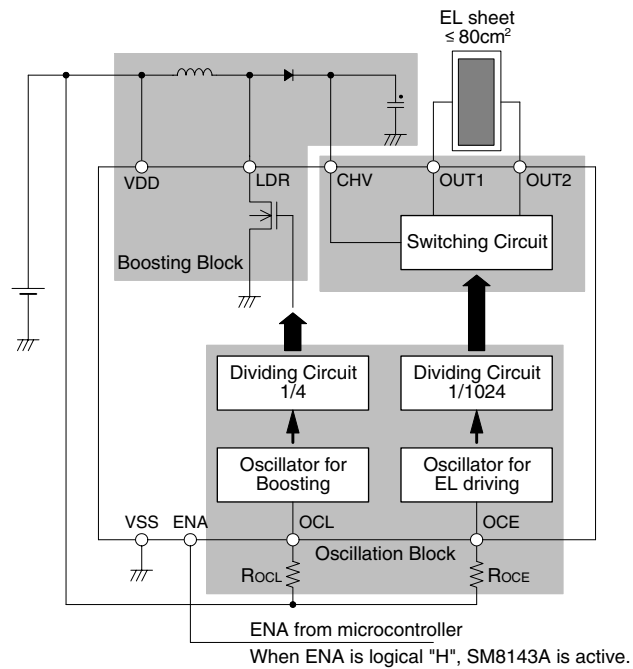 EL sheet
≤ 80cm²
VDD
LDR
CHV
OUT1
OUT2
Boosting Block
Switching Circuit
Dividing Circuit
1/4
Dividing Circuit
1/1024
Oscillator for
Boosting
Oscillator for
EL driving
VSS
ENA
OCL
OCE
Oscillation Block
ROCL
ROCE
ENA from microcontroller
When ENA is logical "H", SM8143A is active.